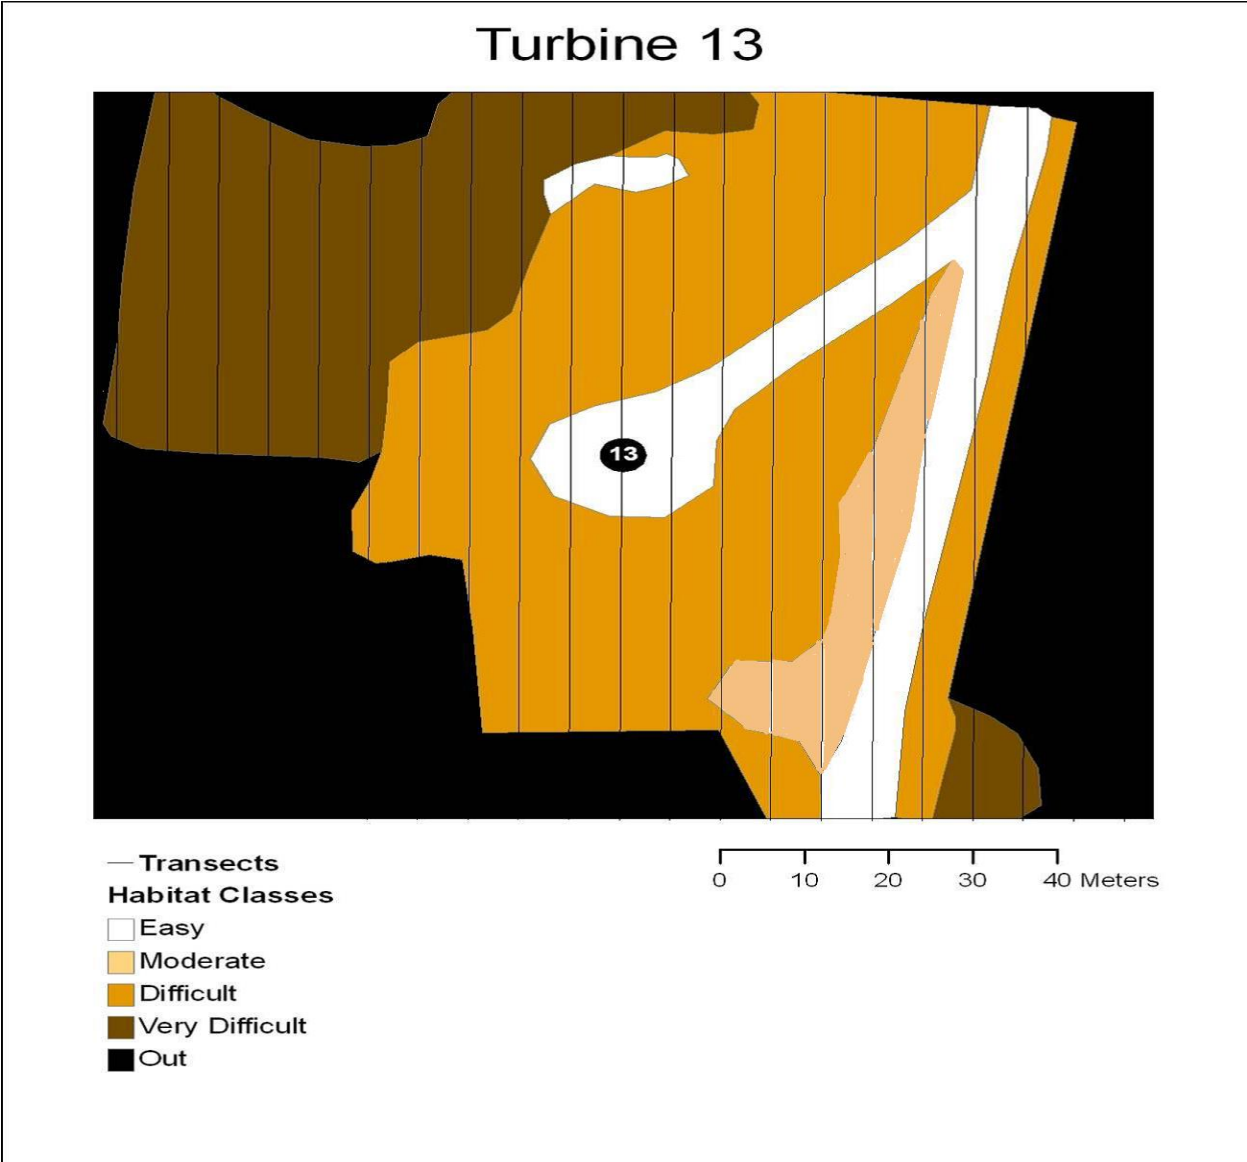 Turbine 13
13
Transects
Habitat Classes
Easy
Moderate
Difficult
Very Difficult
Out
0 10 20 30 40 Meters